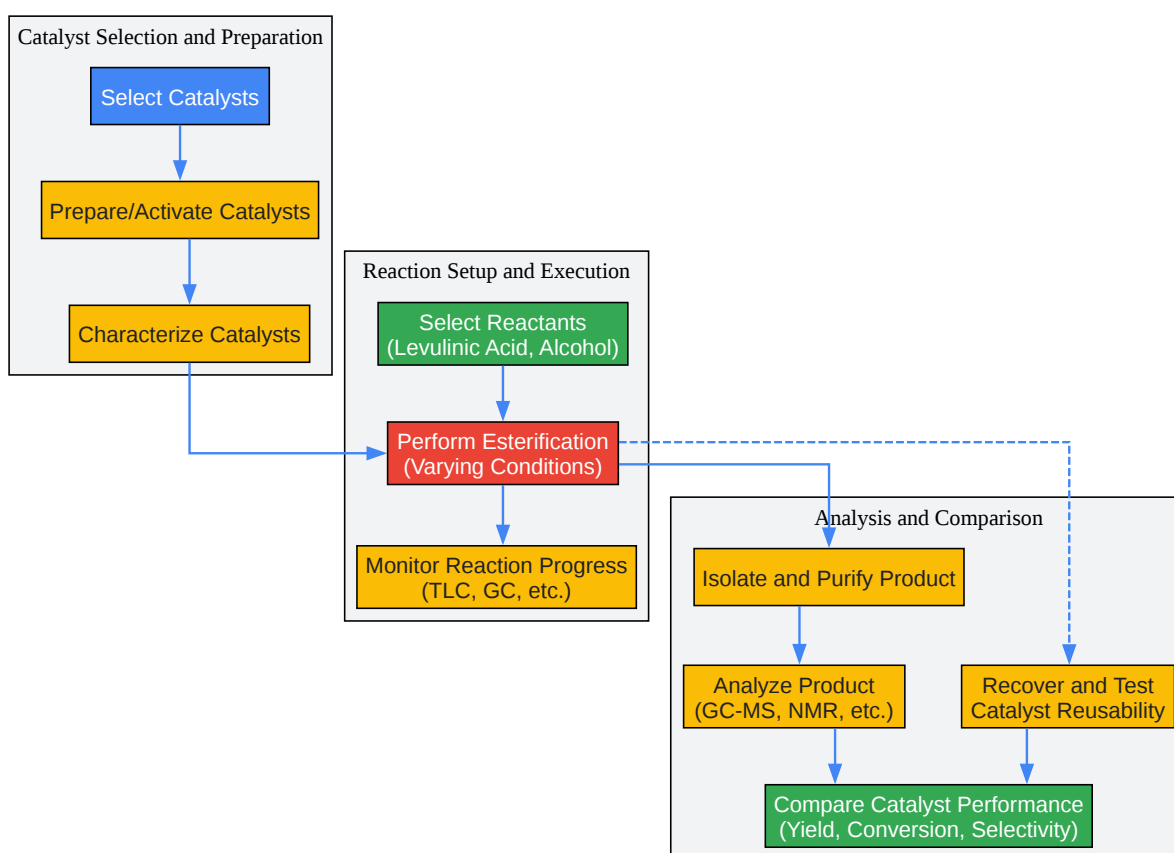 Catalyst Selection and Preparation
Select Catalysts
Prepare/Activate Catalysts
Characterize Catalysts
Reaction Setup and Execution
Select Reactants
(Levulinic Acid, Alcohol)
Perform Esterification
(Varying Conditions)
Monitor Reaction Progress
(TLC, GC, etc.)
Analysis and Comparison
Isolate and Purify Product
Analyze Product
(GC-MS, NMR, etc.)
Recover and Test
Catalyst Reusability
Compare Catalyst Performance
(Yield, Conversion, Selectivity)